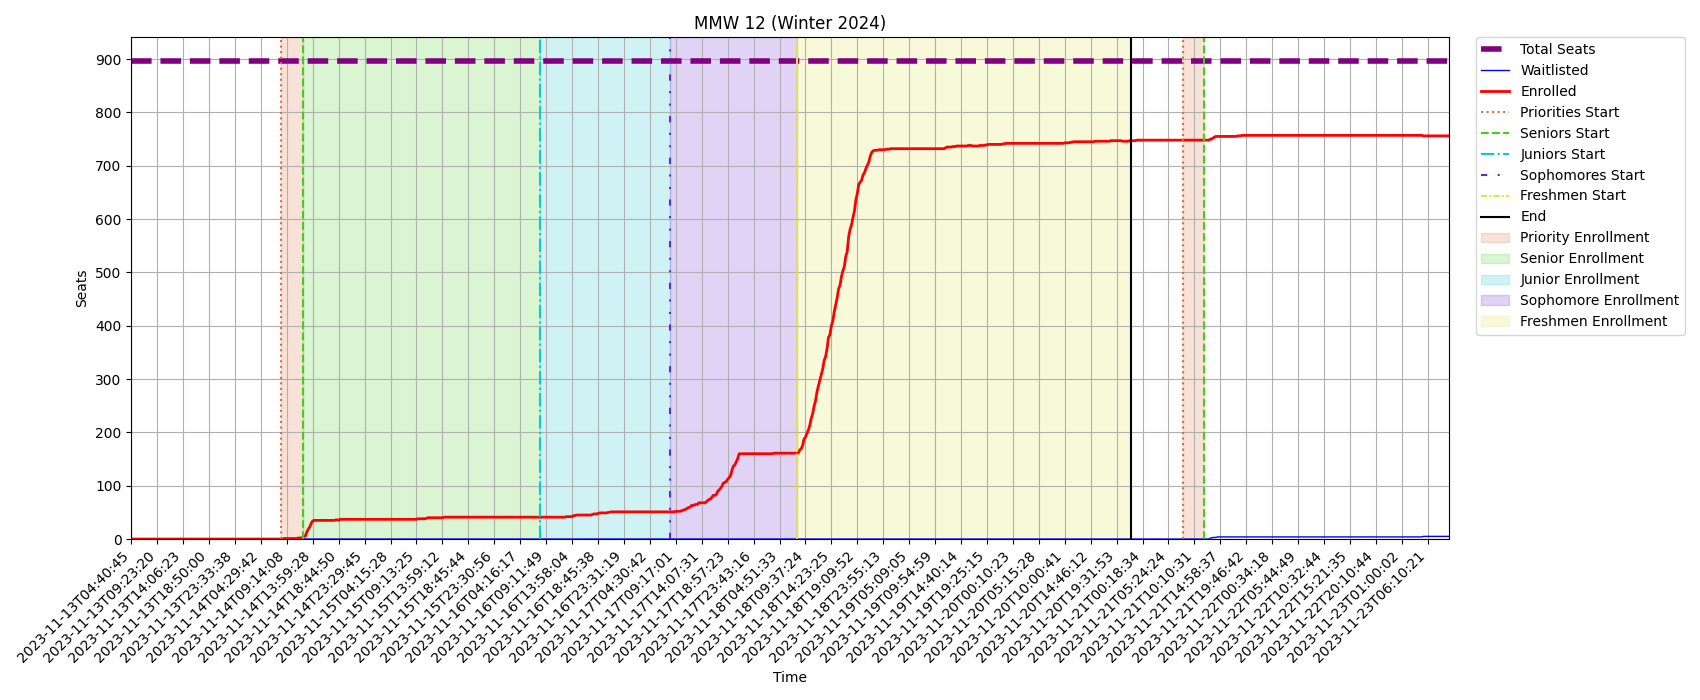 MMW 12 (Winter 2024)
900
800
700
600
500
400
300
200
100
0
Seats
2023-11-13T04:40:45
2023-11-13T09:23:20
2023-11-13T14:06:23
2023-11-13T18:50:00
2023-11-13T23:33:38
2023-11-14T04:29:42
2023-11-14T09:14:08
2023-11-14T13:59:28
2023-11-14T18:44:50
2023-11-14T23:29:45
2023-11-15T04:15:28
2023-11-15T09:13:25
2023-11-15T13:59:12
2023-11-15T18:45:44
2023-11-15T23:30:56
2023-11-16T04:16:17
2023-11-16T09:11:49
2023-11-16T13:58:04
2023-11-16T18:45:38
2023-11-16T23:31:19
2023-11-17T04:30:42
2023-11-17T09:17:01
2023-11-17T14:07:31
2023-11-17T18:57:23
2023-11-17T23:43:16
2023-11-18T04:51:33
2023-11-18T09:37:24
2023-11-18T14:23:25
2023-11-18T19:09:52
2023-11-18T23:55:13
2023-11-19T05:09:05
2023-11-19T09:54:59
2023-11-19T14:40:14
2023-11-19T19:25:15
2023-11-20T00:10:23
2023-11-20T05:15:28
2023-11-20T10:00:41
2023-11-20T14:46:12
2023-11-20T19:31:53
2023-11-21T00:18:34
2023-11-21T05:24:24
2023-11-21T10:10:31
2023-11-21T14:58:37
2023-11-21T19:46:42
2023-11-22T00:34:18
2023-11-22T05:44:49
2023-11-22T10:32:44
2023-11-22T15:21:35
2023-11-22T20:10:44
2023-11-23T01:00:02
2023-11-23T06:10:21
Time
Total Seats
Waitlisted
Enrolled
Priorities Start
Seniors Start
Juniors Start
Sophomores Start
Freshmen Start
End
Priority Enrollment
Senior Enrollment
Junior Enrollment
Sophomore Enrollment
Freshmen Enrollment